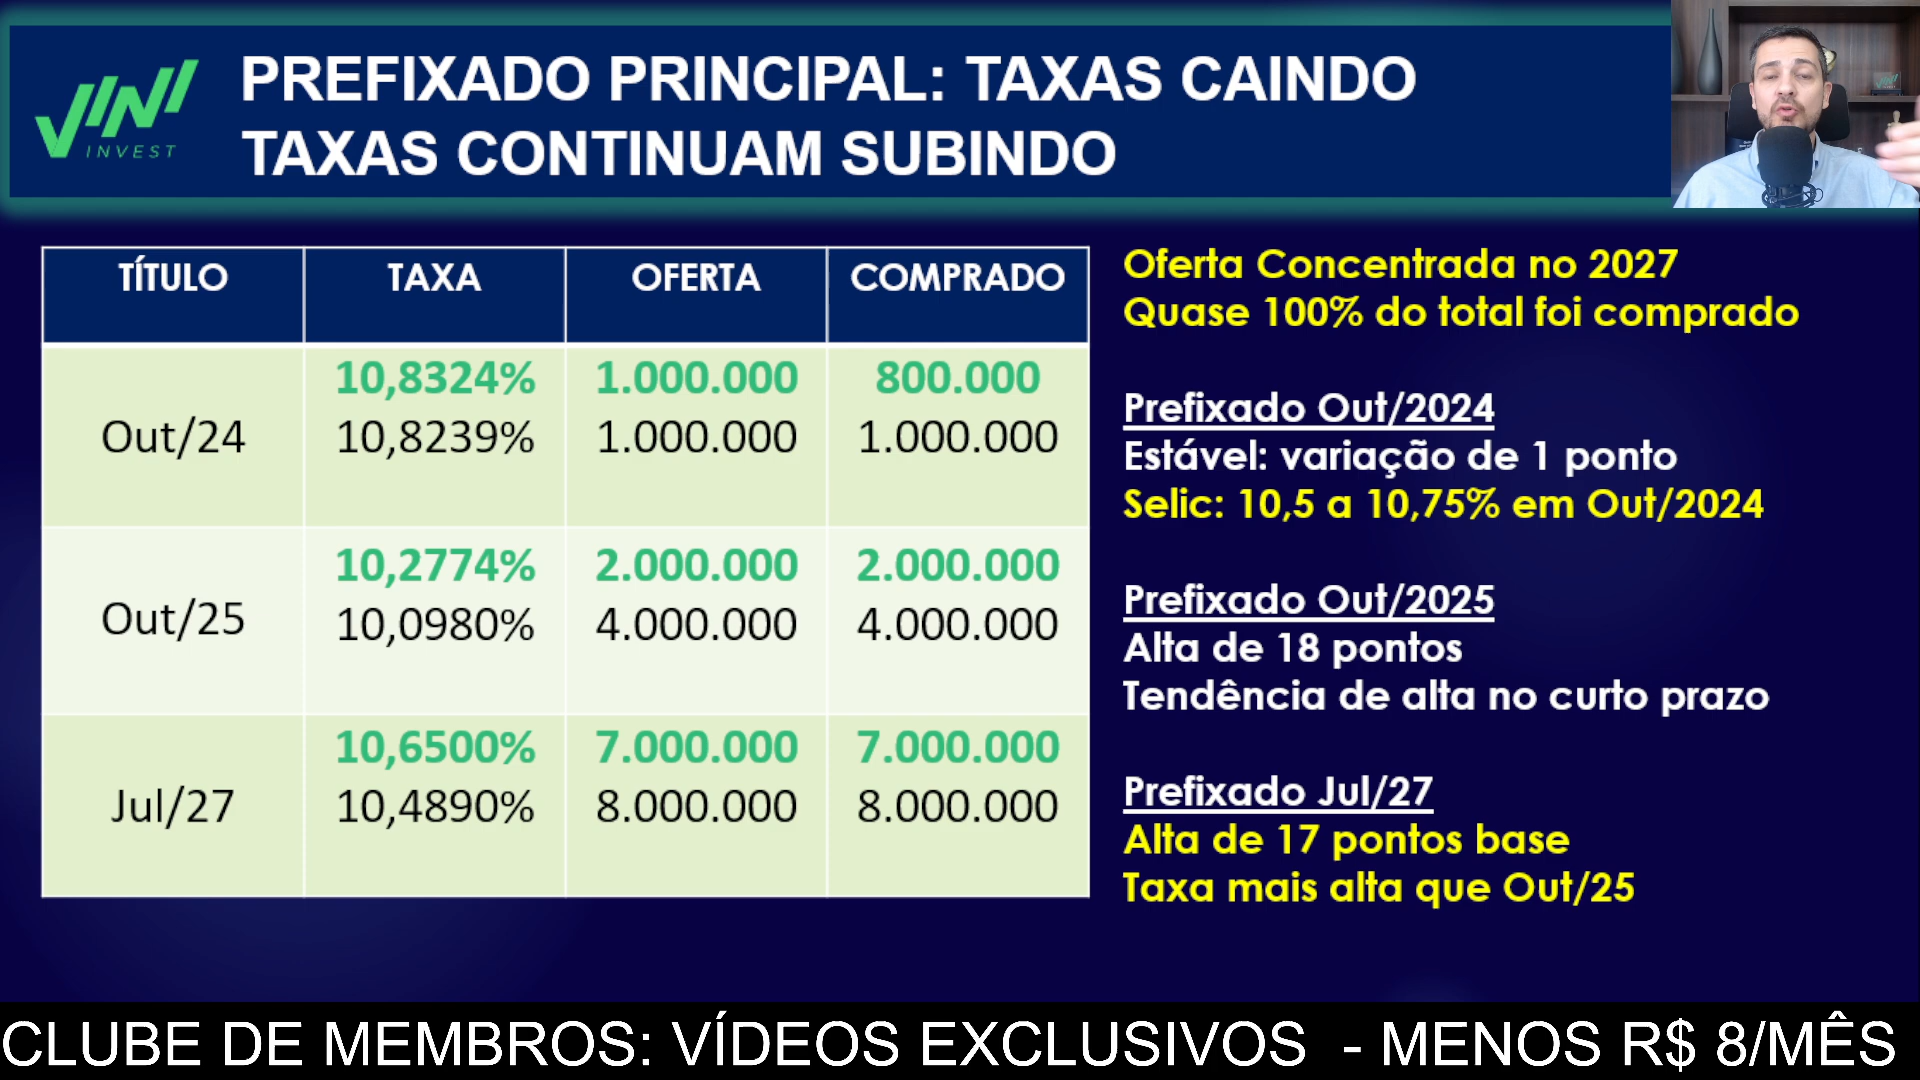 VINI
INVEST
PREFIXADO PRINCIPAL: TAXAS CAINDO
TAXAS CONTINUAM SUBINDO
TÍTULO TAXA OFERTA COMPRADO
10,8324% 1.000.000 800.000
Out/24 10,8239% 1.000.000 1.000.000
10,2774% 2.000.000 2.000.000
Out/25 10,0980% 4.000.000 4.000.000
10,6500% 7.000.000 7.000.000
Jul/27 10,4890% 8.000.000 8.000.000
Oferta Concentrada no 2027
Quase 100% do total foi comprado
Prefixado Out/2024
Estável: variação de 1 ponto
Selic: 10,5 a 10,75% em Out/2024
Prefixado Out/2025
Alta de 18 pontos
Tendência de alta no curto prazo
Prefixado Jul/27
Alta de 17 pontos base
Taxa mais alta que Out/25
CLUBE DE MEMBROS: VÍDEOS EXCLUSIVOS - MENOS R$ 8/MÊS